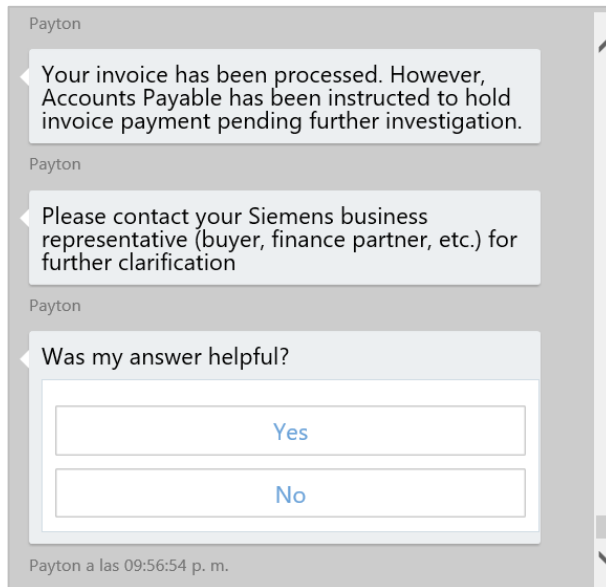 Payton
Your invoice has been processed. However,
Accounts Payable has been instructed to hold
invoice payment pending further investigation.
Payton
Please contact your Siemens business
representative (buyer, finance partner, etc.) for
further clarification
Payton
Was my answer helpful?
Yes
No
Payton a las 09:56:54 p. m.